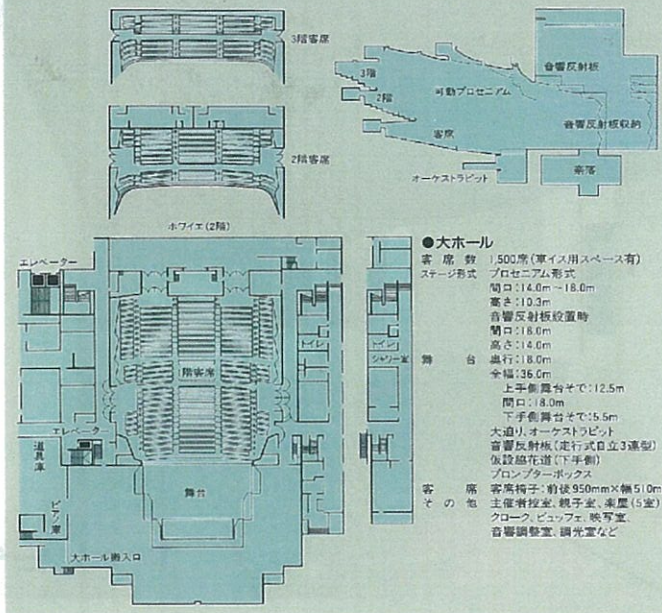 3階客席
2階客席
ホワイエ(2階)
3階
2階
可動プロセニアム
客席
音響反射板
音響反射板収納
オーケストラピット
奈落
エレベーター
トイレ
トイレ
シャワー室
1階客席
エレベーター
道具庫
ピアノ庫
舞台
大ホール搬入口
●大ホール
客席数 1,500席(車イス用スペース有)
ステージ形式 プロセニアム形式
間口:14.0m~18.0m
高さ:10.3m
音響反射板設置時
間口:18.0m
高さ:14.0m
舞台 奥行:18.0m
全幅:36.0m
上手側舞台そで:12.5m
間口:18.0m
下手側舞台そで:5.5m
大迫り、オーケストラピット
音響反射板(走行式自立3連型)
仮設脇花道(下手側)
プロンプターボックス
客席 客席椅子:前後950mm×幅510m
その他 主催者控室、親子室、楽屋(5室)
クローク、ビュッフェ、映写室、
音響調整室、調光室など